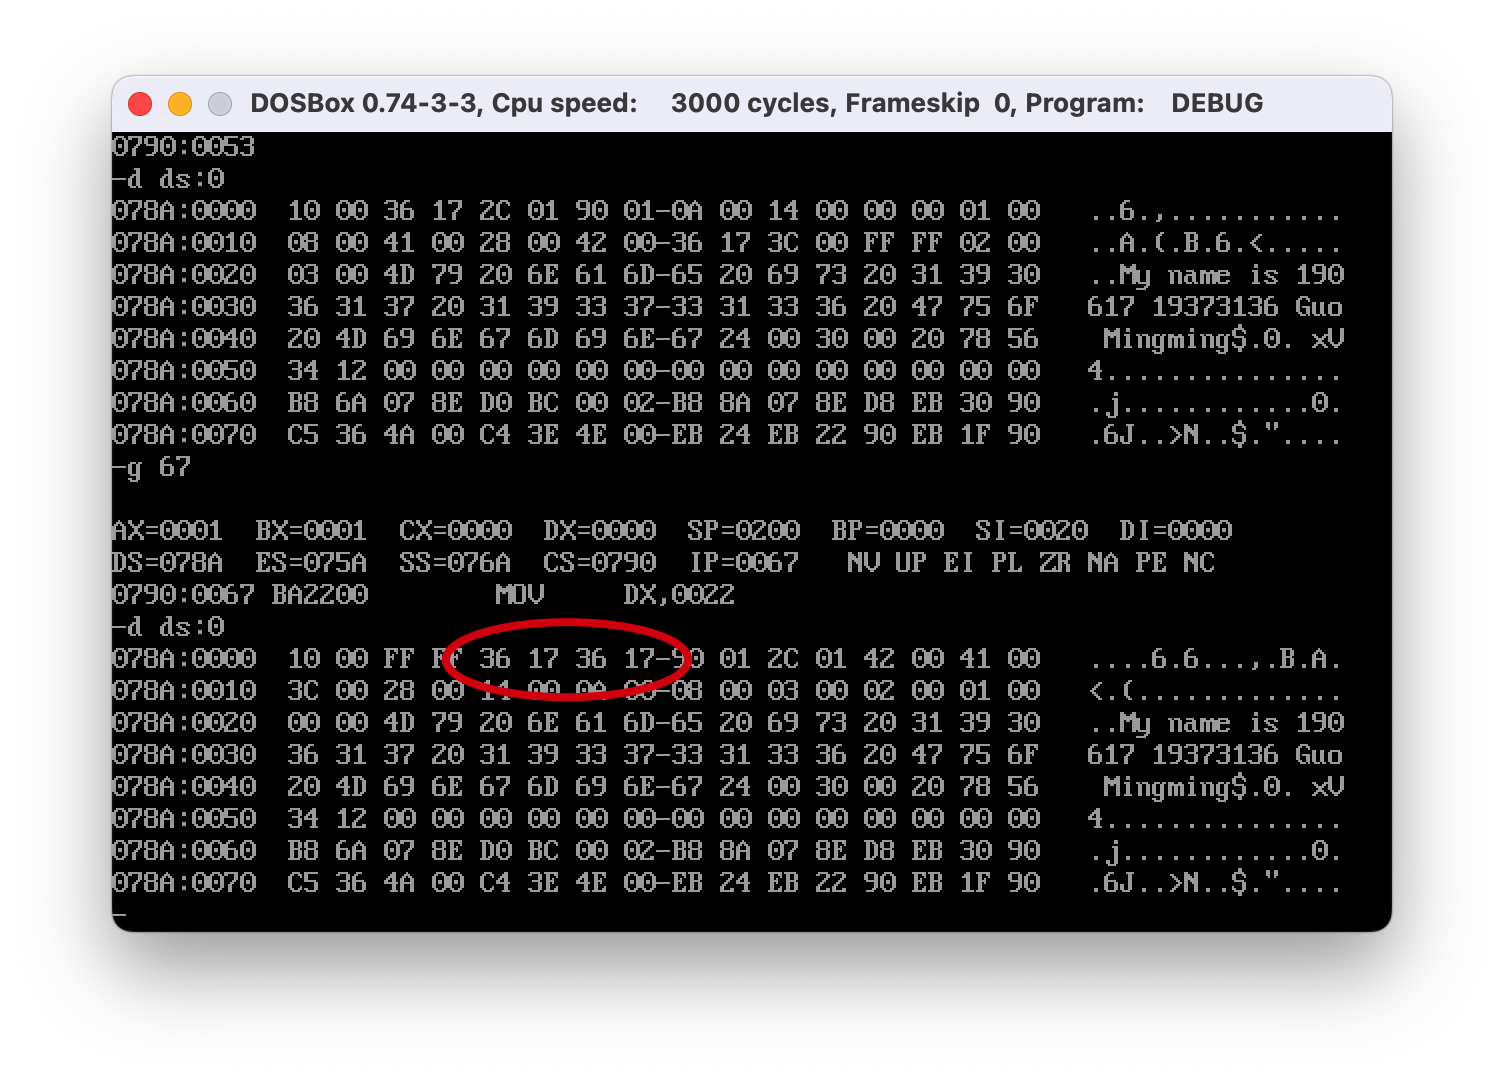 DOSBox 0.74-3-3, Cpu speed: 3000 cycles, Frameskip 0, Program: DEBUG
0790:0053
-d ds:0
078A:0000 10 00 36 17 2C 01 90 01-0A 00 14 00 00 00 01 00 ..6.,...........
078A:0010 08 00 41 00 28 00 42 00-36 17 3C 00 FF FF 02 00 ..A.(.B.6.<.....
078A:0020 03 00 4D 79 20 6E 61 6D-65 20 69 73 20 31 39 30 ..My name is 190
078A:0030 36 31 37 20 31 39 33 37-33 31 33 36 20 47 75 6F 617 19373136 Guo
078A:0040 20 4D 69 6E 67 6D 69 6E-67 24 00 30 00 20 78 56 Mingming$.0. xV
078A:0050 34 12 00 00 00 00 00 00-00 00 00 00 00 00 00 00 4...............
078A:0060 B8 6A 07 8E D0 BC 00 02-B8 8A 07 8E D8 EB 30 90 .j............0.
078A:0070 C5 36 4A 00 C4 3E 4E 00-EB 24 EB 22 90 EB 1F 90 .6J..>N..$."....
-g 67
AX=0001 BX=0001 CX=0000 DX=0000 SP=0200 BP=0000 SI=0020 DI=0000
DS=078A ES=075A SS=076A CS=0790 IP=0067 NV UP EI PL ZR NA PE NC
0790:0067 BA2200 MOV DX,0022
-d ds:0
078A:0000 10 00 FF FF 36 17 36 17-90 01 2C 01 42 00 41 00 ....6.6...,.B.A.
078A:0010 3C 00 28 00 14 00 0A 00-08 00 03 00 02 00 01 00 <.(.............
078A:0020 00 00 4D 79 20 6E 61 6D-65 20 69 73 20 31 39 30 ..My name is 190
078A:0030 36 31 37 20 31 39 33 37-33 31 33 36 20 47 75 6F 617 19373136 Guo
078A:0040 20 4D 69 6E 67 6D 69 6E-67 24 00 30 00 20 78 56 Mingming$.0. xV
078A:0050 34 12 00 00 00 00 00 00-00 00 00 00 00 00 00 00 4...............
078A:0060 B8 6A 07 8E D0 BC 00 02-B8 8A 07 8E D8 EB 30 90 .j............0.
078A:0070 C5 36 4A 00 C4 3E 4E 00-EB 24 EB 22 90 EB 1F 90 .6J..>N..$."....
-